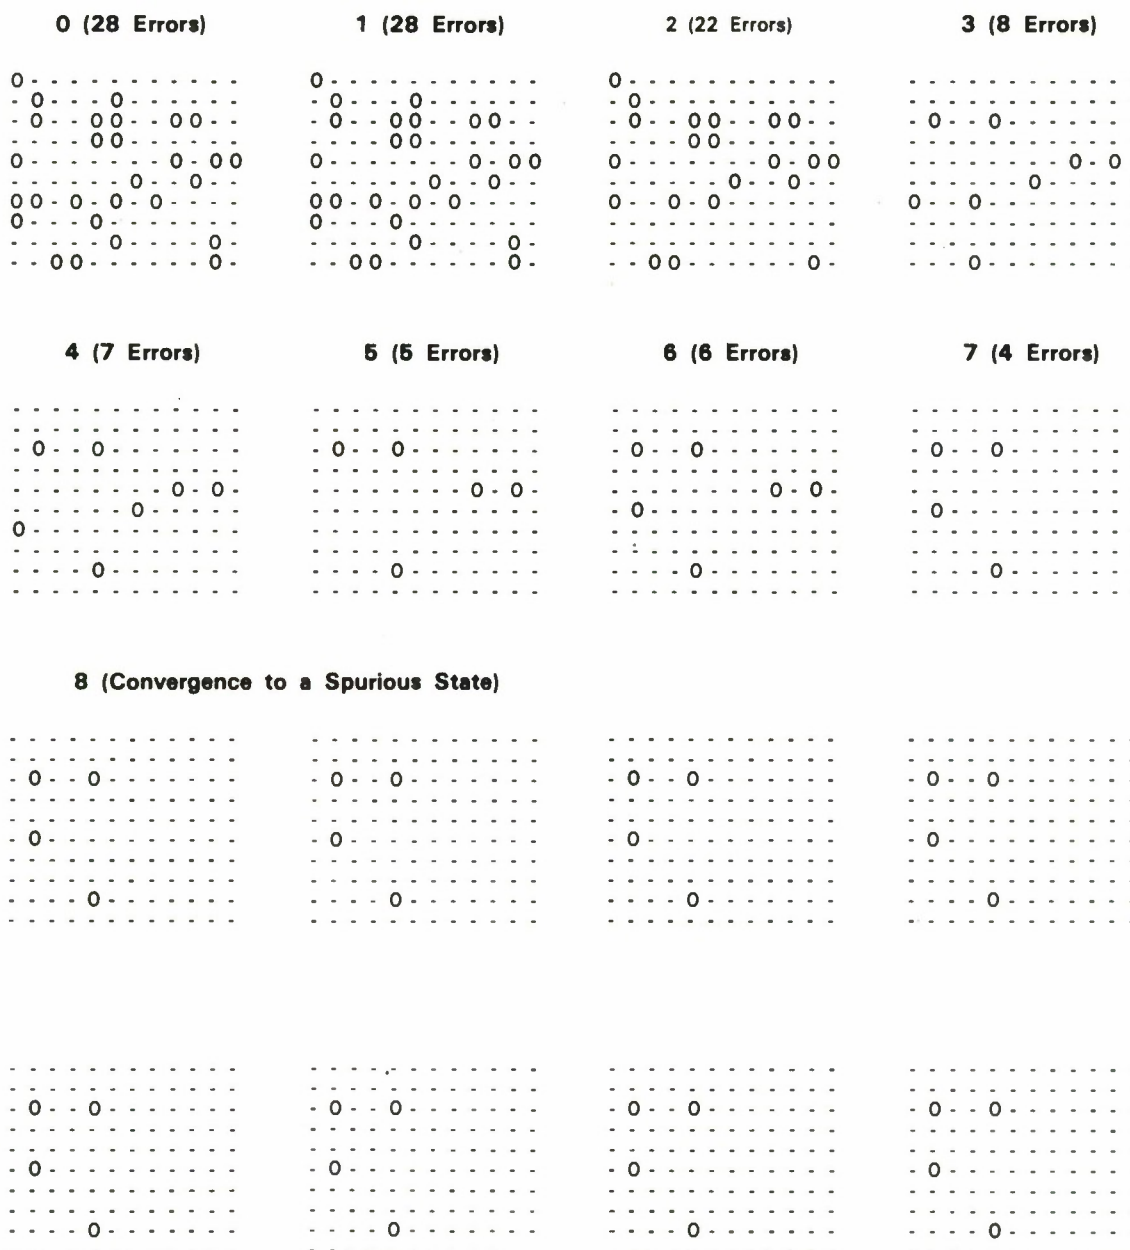 0 (28 Errors)
1 (28 Errors)
2 (22 Errors)
3 (8 Errors)
4 (7 Errors)
5 (5 Errors)
6 (6 Errors)
7 (4 Errors)
8 (Convergence to a Spurious State)